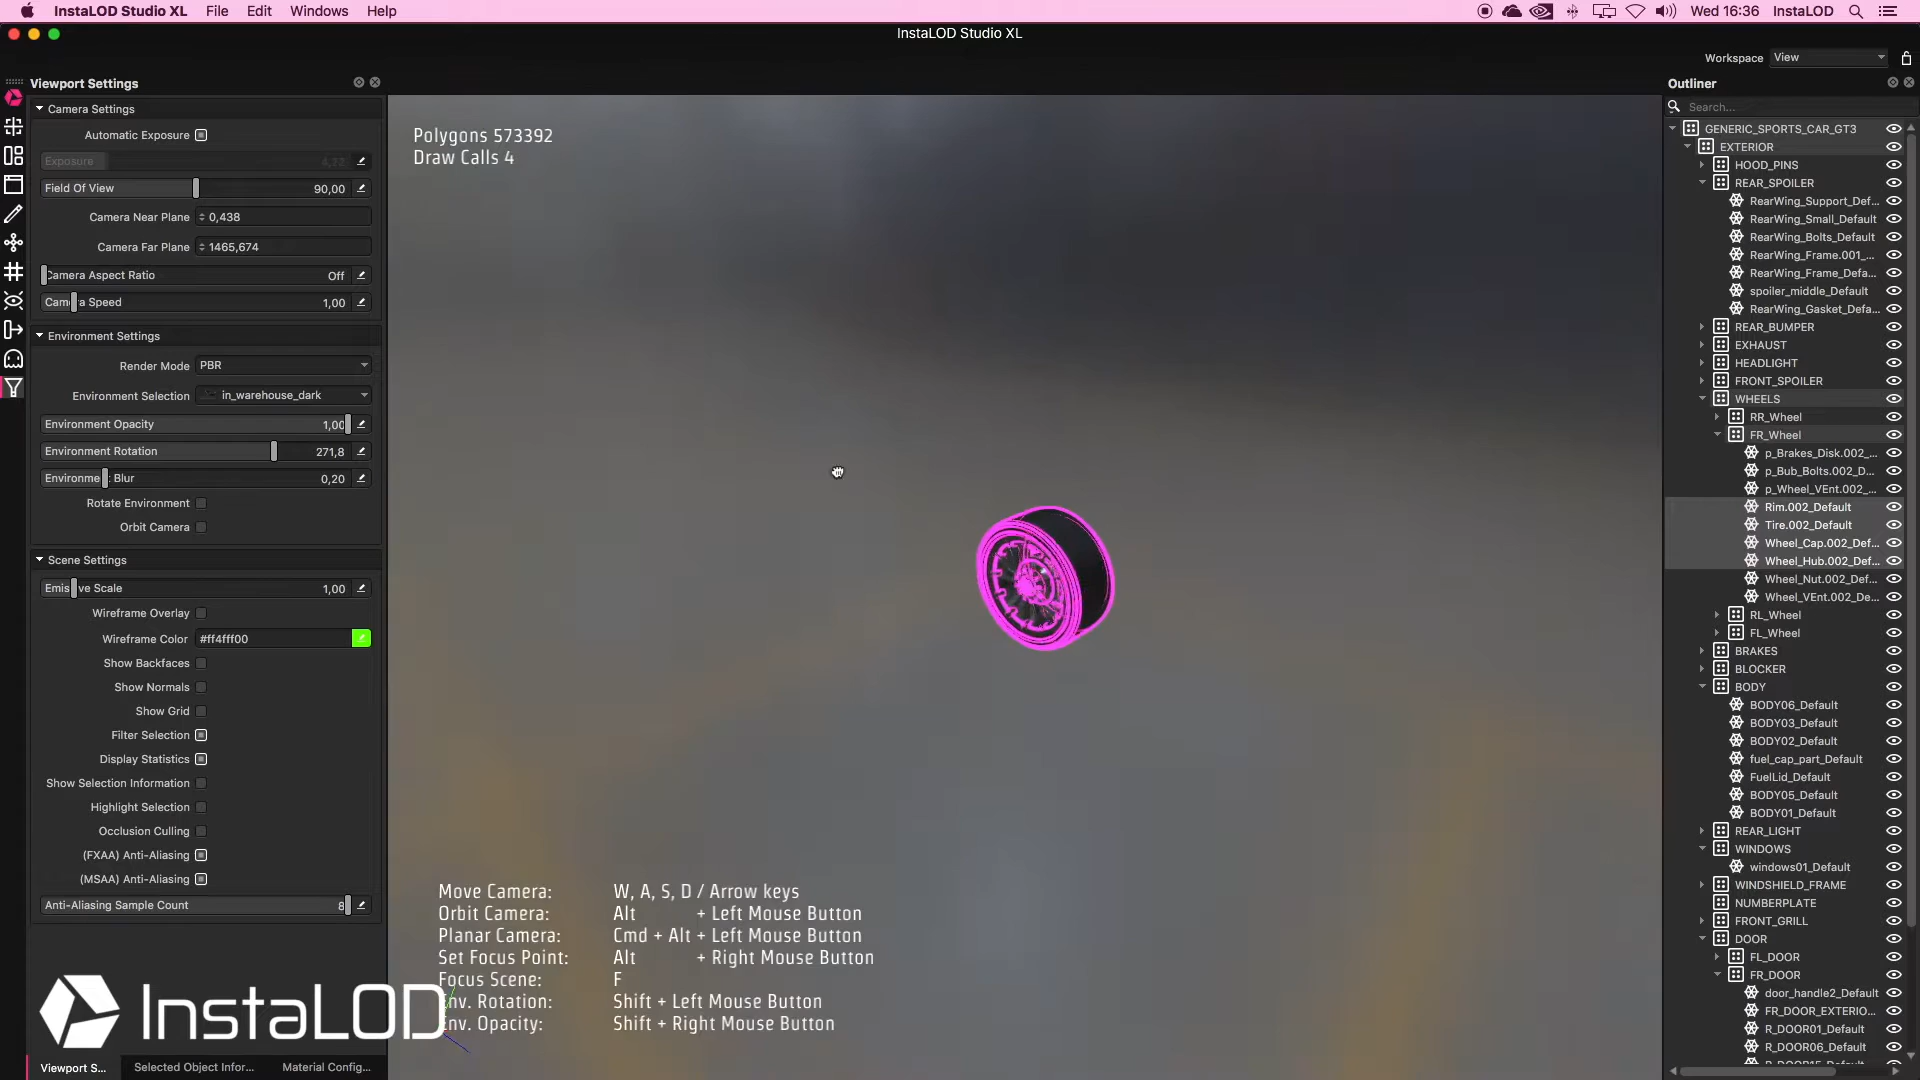 InstaLOD Studio XL File Edit Windows Help
Wed 16:36 InstaLOD
InstaLOD Studio XL
Workspace View
Viewport Settings
Camera Settings
Automatic Exposure
Exposure 4,72
Field Of View 90,00
Camera Near Plane 0,438
Camera Far Plane 1465,674
Camera Aspect Ratio Off
Speed 1,00
Environment Settings
Render Mode PBR
Environment Selection in_warehouse_dark
Environment Opacity 1,00
Environment Rotation 271,8
Blur 0,20
Rotate Environment
Orbit Camera
Scene Settings
Scale 1,00
Wireframe Overlay
Wireframe Color #ff4fff00
Show Backfaces
Show Normals
Show Grid
Filter Selection
Display Statistics
Show Selection Information
Highlight Selection
Occlusion Culling
(FXAA) Anti-Aliasing
(MSAA) Anti-Aliasing
Anti-Aliasing Sample Count 8
InstaLOD
Viewport S... Selected Object Infor... Material Config...
Polygons 573392
Draw Calls 4
Move Camera: W, A, S, D / Arrow keys
Orbit Camera: Alt + Left Mouse Button
Planar Camera: Cmd + Alt + Left Mouse Button
Set Focus Point: Alt + Right Mouse Button
Focus Scene: F
Env. Rotation: Shift + Left Mouse Button
Env. Opacity: Shift + Right Mouse Button
Outliner
Search...
GENERIC_SPORTS_CAR_GT3
EXTERIOR
HOOD_PINS
REAR_SPOILER
RearWing_Support_Def...
RearWing_Small_Default
RearWing_Bolts_Default
RearWing_Frame.001_...
RearWing_Frame_Defa...
spoiler_middle_Default
RearWing_Gasket_Defa...
REAR_BUMPER
EXHAUST
HEADLIGHT
FRONT_SPOILER
WHEELS
RR_Wheel
FR_Wheel
p_Brakes_Disk.002_...
p_Bub_Bolts.002_D...
p_Wheel_VEnt.002_...
Rim.002_Default
Tire.002_Default
Wheel_Cap.002_Def...
Wheel_Hub.002_Def...
Wheel_Nut.002_Def...
Wheel_VEnt.002_De...
RL_Wheel
FL_Wheel
BRAKES
BLOCKER
BODY
BODY06_Default
BODY03_Default
BODY02_Default
fuel_cap_part_Default
FuelLid_Default
BODY05_Default
BODY01_Default
REAR_LIGHT
WINDOWS
windows01_Default
WINDSHIELD_FRAME
NUMBERPLATE
FRONT_GRILL
DOOR
FL_DOOR
FR_DOOR
door_handle2_Default
FR_DOOR_EXTERIO...
R_DOOR01_Default
R_DOOR06_Default